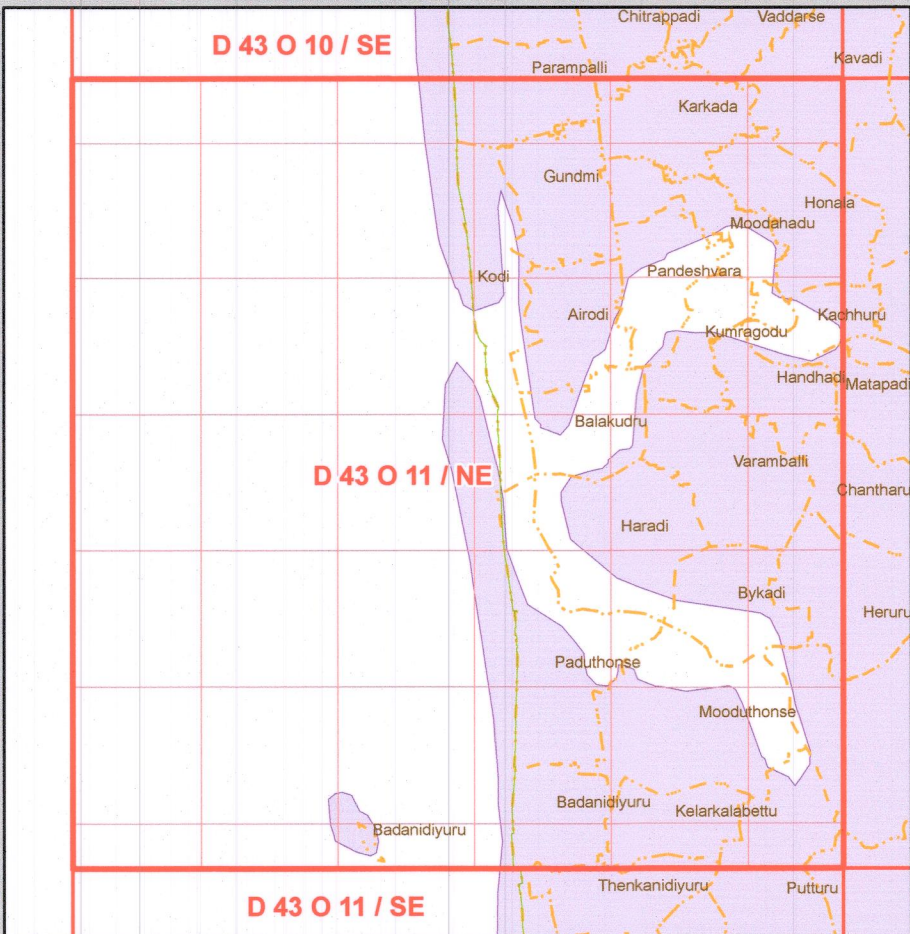 Chitrappadi
Vaddarse
D 43 O 10 / SE
Kavadi
Parampalli
Karkada
Gundmi
Honala
Moodahadu
Kodi
Pandeshvara
Airodi
Kachhuru
Kumragodu
Handhadi
Matapadi
Balakudru
Varamballi
D 43 O 11 / NE
Chantharu
Haradi
Bykadi
Heruru
Paduthonse
Mooduthonse
Badanidiyuru
Kelarkalabettu
Badanidiyuru
Thenkanidiyuru
Putturu
D 43 O 11 / SE